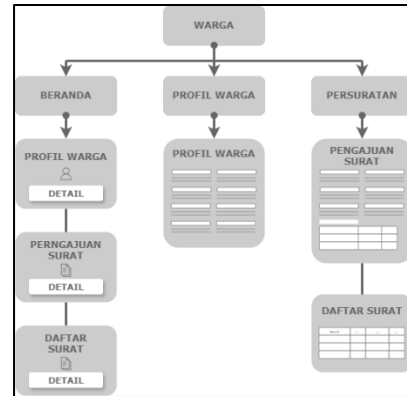 WARGA
BERANDA
PROFIL WARGA
PERSURATAN
PROFIL WARGA
DETAIL
PERNGAJUAN
SURAT
DETAIL
DAFTAR
SURAT
DETAIL
PROFIL WARGA
PENGAJUAN
SURAT
DAFTAR SURAT